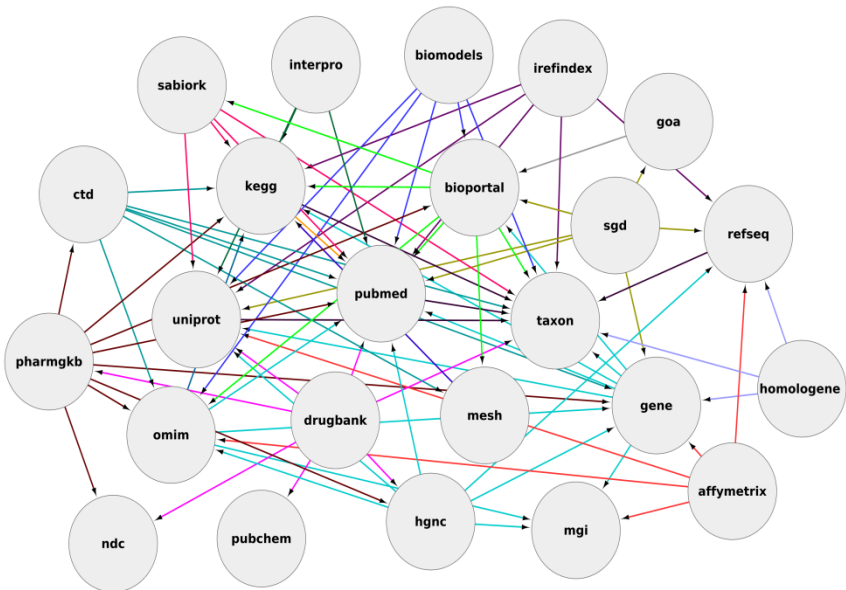 biomodels
interpro
irefindex
sabiork
goa
kegg
bioportal
ctd
sgd
refseq
pubmed
uniprot
taxon
pharmgkb
homologene
gene
mesh
drugbank
omim
affymetrix
hgnc
mgi
pubchem
ndc